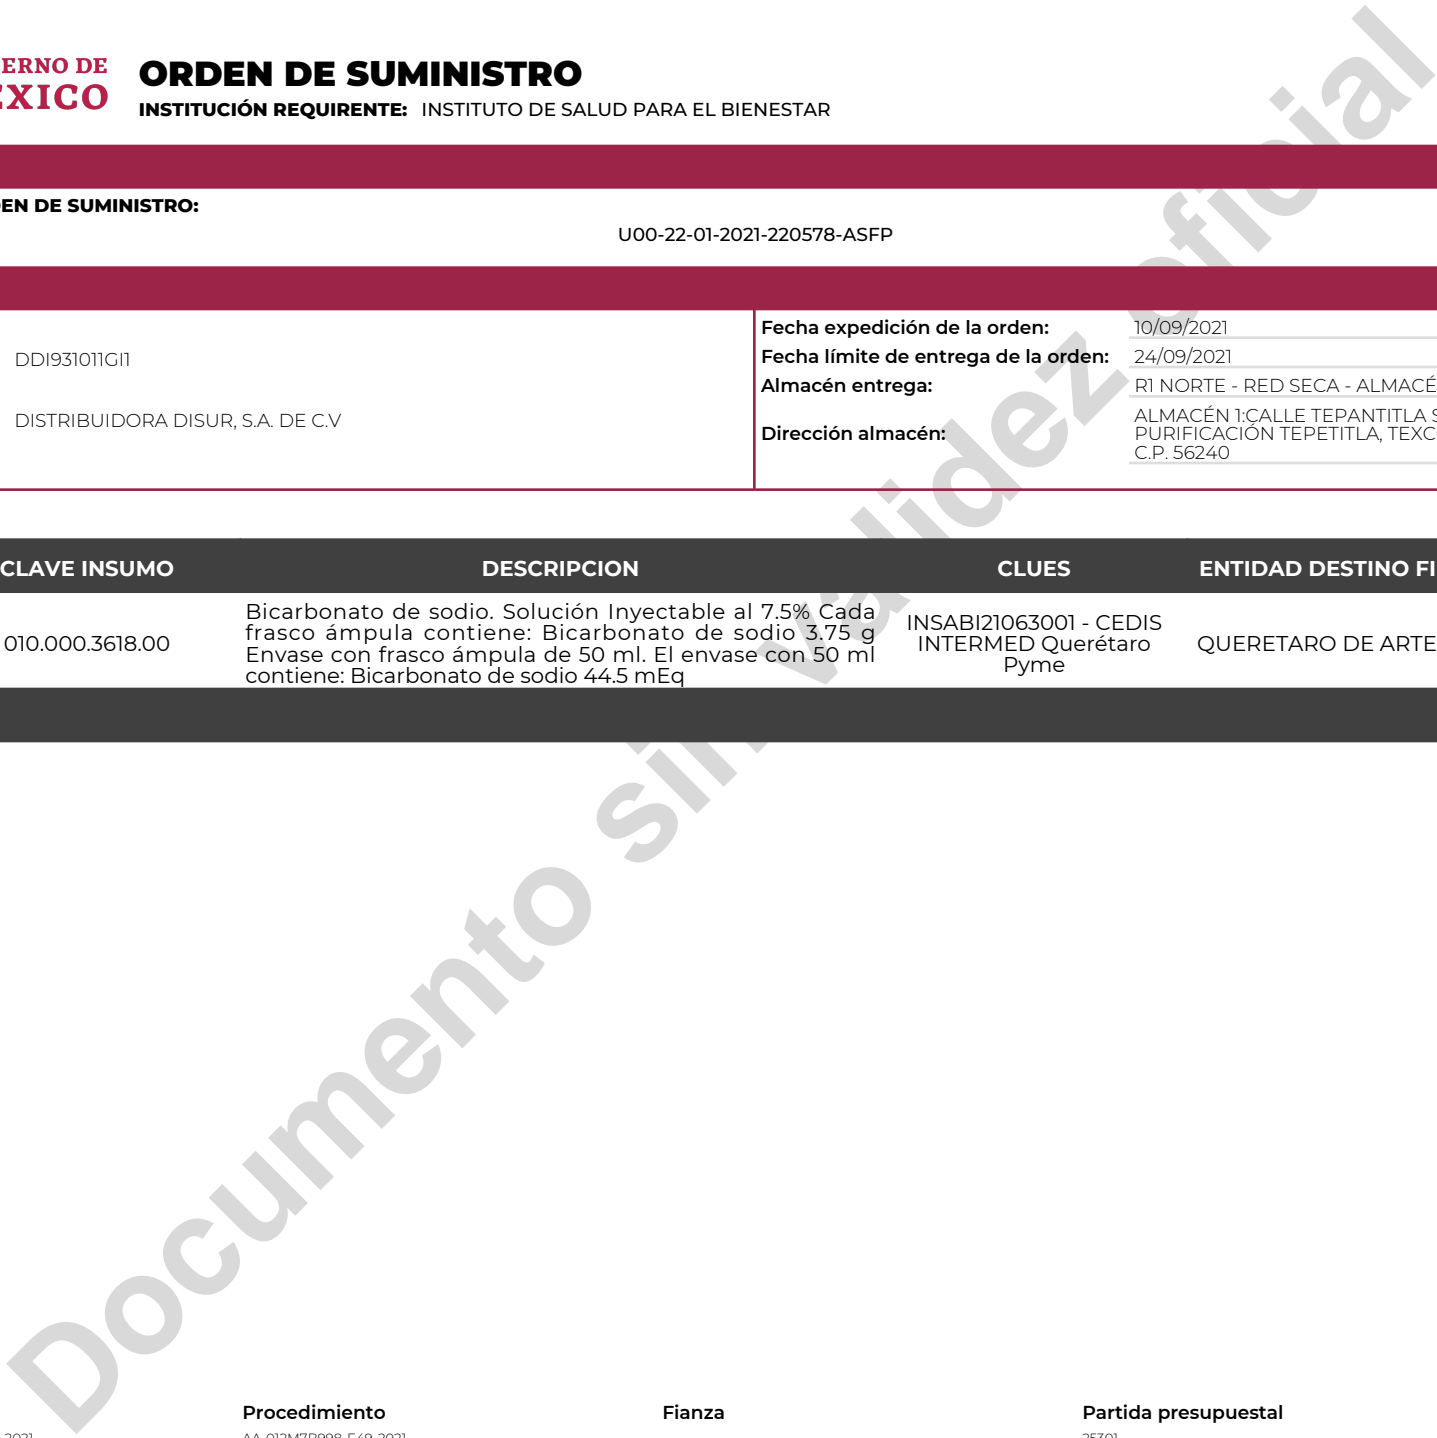 ERNO DE
ORDEN DE SUMINISTRO
INSTITUCIÓN REQUIRENTE: INSTITUTO DE SALUD PARA EL BIENESTAR
EN DE SUMINISTRO:
U00-22-01-2021-220578-ASFP
DDI931011GI1
DISTRIBUIDORA DISUR, S.A. DE C.V
Fecha expedición de la orden: 10/09/2021
Fecha límite de entrega de la orden: 24/09/2021
Almacén entrega: R1 NORTE - RED SECA - ALMACÉ
Dirección almacén: ALMACÉN 1:CALLE TEPANTITLA S
PURIFICACIÓN TEPETITLA, TEXC
C.P. 56240
CLAVE INSUMO DESCRIPCION CLUES ENTIDAD DESTINO FI
010.000.3618.00
Bicarbonato de sodio. Solución Inyectable al 7.5% Cada
frasco ámpula contiene: Bicarbonato de sodio 3.75 g
Envase con frasco ámpula de 50 ml. El envase con 50 ml
contiene: Bicarbonato de sodio 44.5 mEq
INSABI21063001 - CEDIS
INTERMED Querétaro
Pyme
QUERETARO DE ARTE
Documento sin validez oficial
Procedimiento Fianza Partida presupuestal